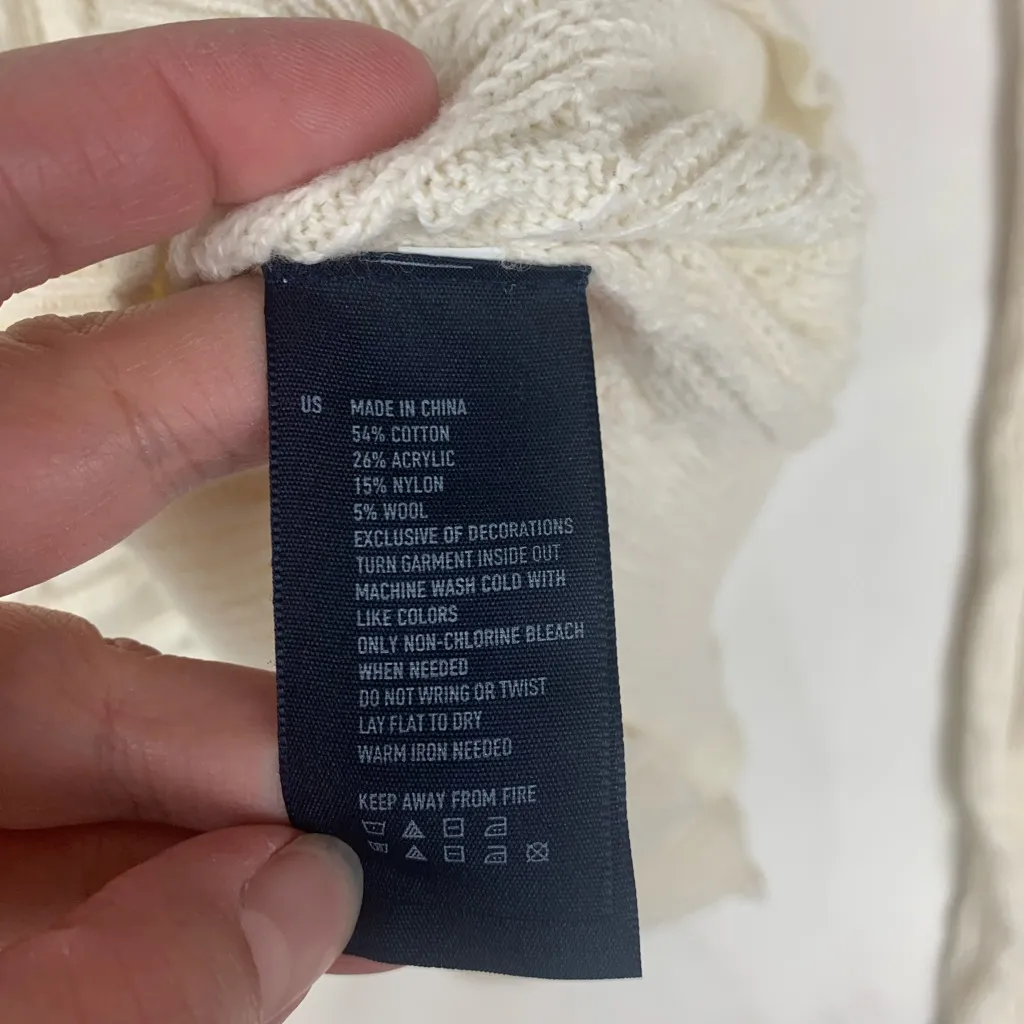 US MADE IN CHINA
54% COTTON
26% ACRYLIC
15% NYLON
5% WOOL
EXCLUSIVE OF DECORATIONS
TURN GARMENT INSIDE OUT
MACHINE WASH COLD WITH
LIKE COLORS
ONLY NON-CHLORINE BLEACH
WHEN NEEDED
DO NOT WRING OR TWIST
LAY FLAT TO DRY
WARM IRON NEEDED
KEEP AWAY FROM FIRE